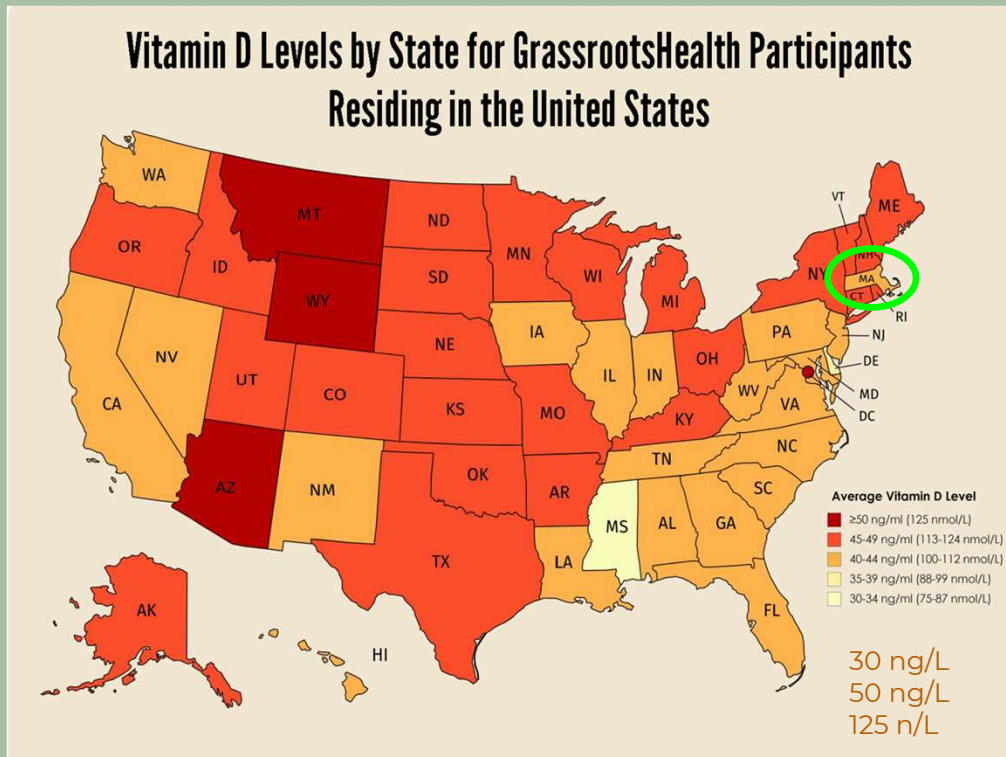 Vitamin D Levels by State for GrassrootsHealth Participants
Residing in the United States
WA
MT
ND
MN
VT
ME
OR
ID
SD
WI
MI
NY
NH
MA
WY
CT
RI
IA
PA
NJ
NV
NE
OH
DE
UT
IL
IN
WV
MD
CA
CO
KS
MO
KY
VA
DC
TN
NC
AZ
NM
OK
AR
SC
MS
AL
GA
TX
LA
FL
AK
HI
Average Vitamin D Level
≥50 ng/ml (125 nmol/L)
45-49 ng/ml (113-124 nmol/L)
40-44 ng/ml (100-112 nmol/L)
35-39 ng/ml (88-99 nmol/L)
30-34 ng/ml (75-87 nmol/L)
30 ng/L
50 ng/L
125 n/L